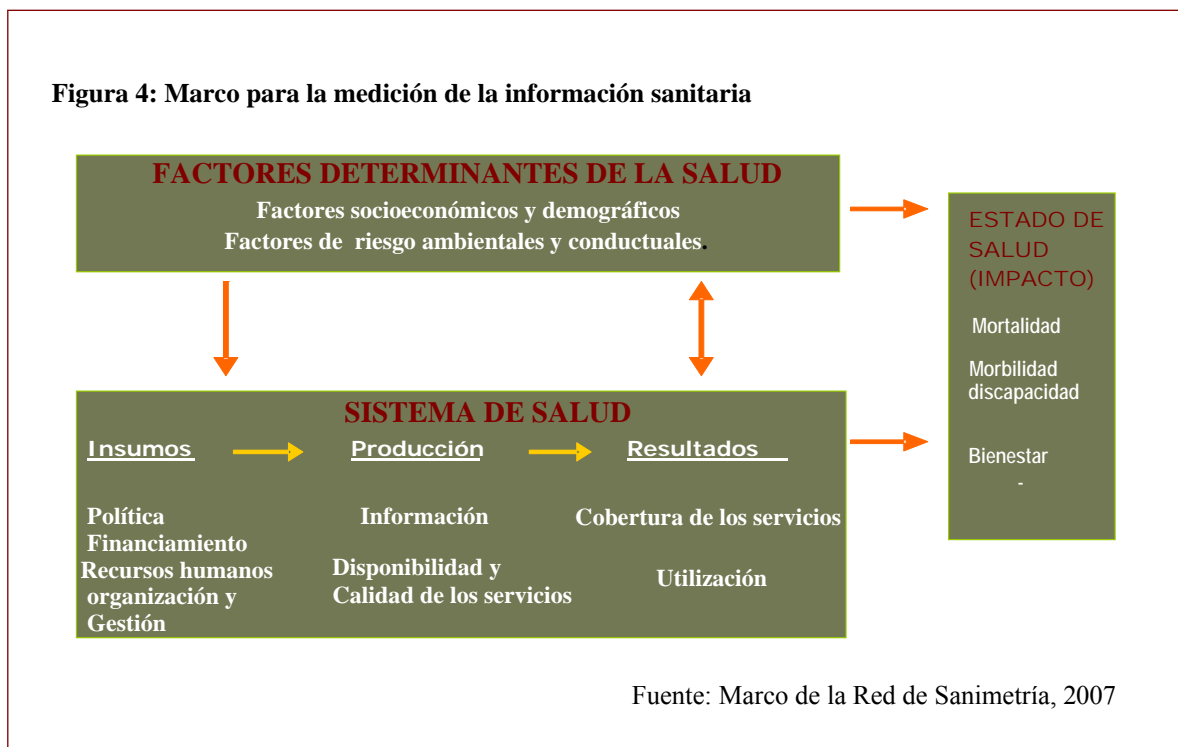 Figura 4: Marco para la medición de la información sanitaria
FACTORES DETERMINANTES DE LA SALUD
Factores socioeconómicos y demográficos
Factores de riesgo ambientales y conductuales.
ESTADO DE
SALUD
(IMPACTO)
Mortalidad
Morbilidad
discapacidad
Bienestar
-
SISTEMA DE SALUD
Insumos
Política
Financiamiento
Recursos humanos
organización y
Gestión
Producción
Información
Disponibilidad y
Calidad de los servicios
Resultados
Cobertura de los servicios
Utilización
Fuente: Marco de la Red de Sanimetría, 2007